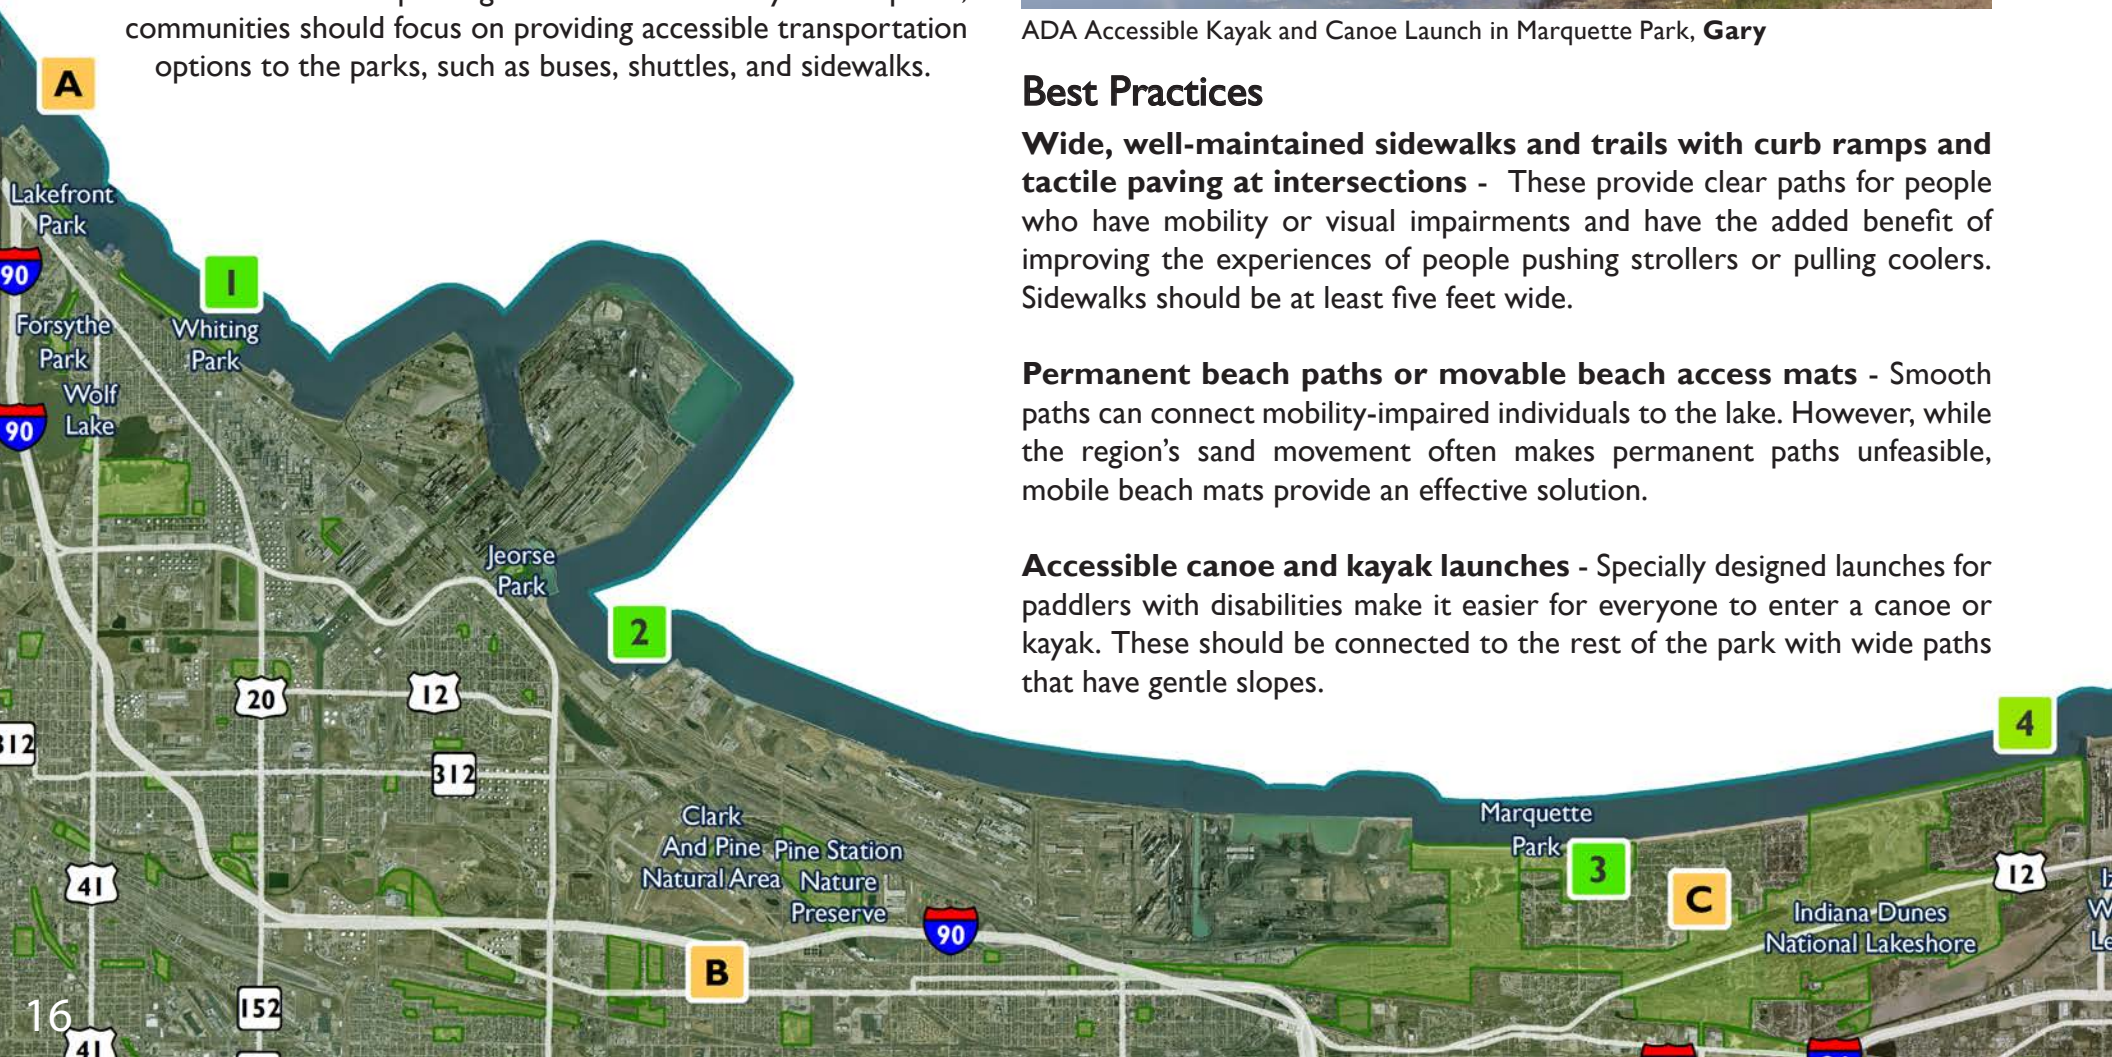 communities should focus on providing accessible transportation
options to the parks, such as buses, shuttles, and sidewalks.
ADA Accessible Kayak and Canoe Launch in Marquette Park, Gary
Best Practices
Wide, well-maintained sidewalks and trails with curb ramps and
tactile paving at intersections - These provide clear paths for people
who have mobility or visual impairments and have the added benefit of
improving the experiences of people pushing strollers or pulling coolers.
Sidewalks should be at least five feet wide.
Permanent beach paths or movable beach access mats - Smooth
paths can connect mobility-impaired individuals to the lake. However, while
the region's sand movement often makes permanent paths unfeasible,
mobile beach mats provide an effective solution.
Accessible canoe and kayak launches - Specially designed launches for
paddlers with disabilities make it easier for everyone to enter a canoe or
kayak. These should be connected to the rest of the park with wide paths
that have gentle slopes.
A
Lakefront
Park
90
1
Forsythe
Park
Whiting
Park
Wolf
Lake
90
Jeorse
Park
2
20
12
312
312
4
Marquette
Park
3
C
12
Clark
And Pine
Natural Area
Pine Station
Nature
Preserve
41
90
Indiana Dunes
National Lakeshore
B
152
16
41